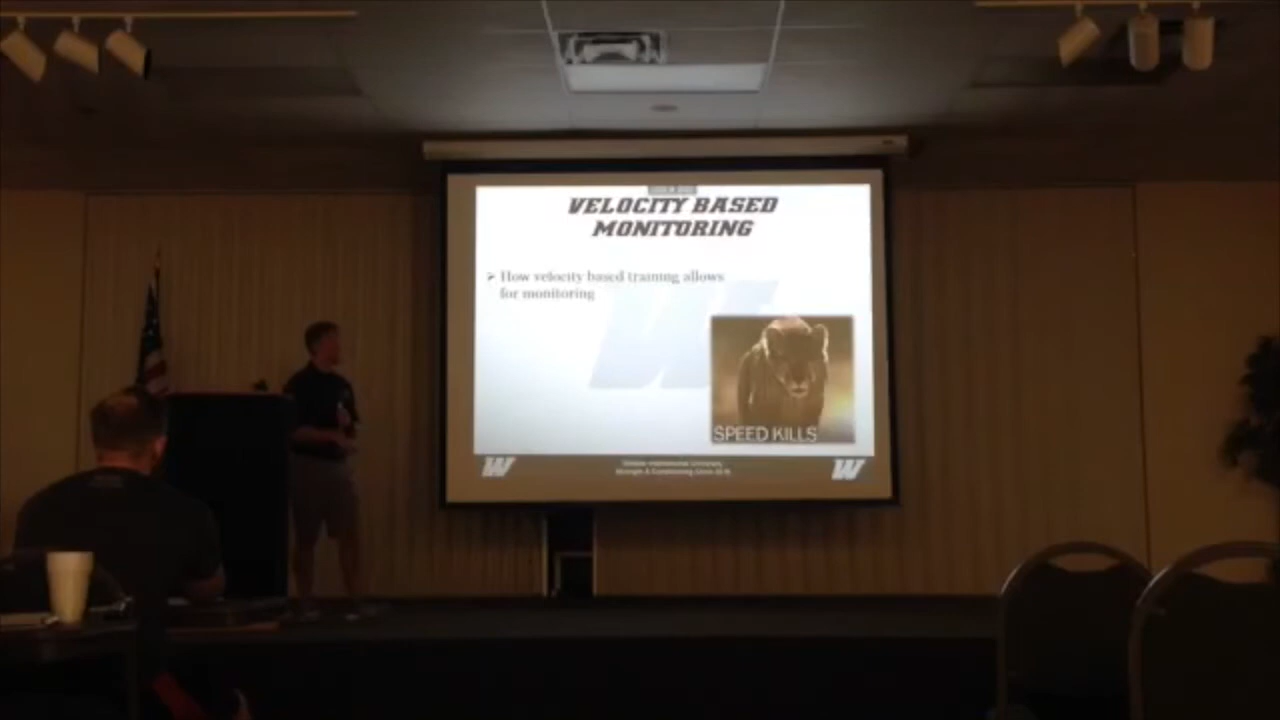 VELOCITY BASED
MONITORING
➢ How velocity based training allows
for monitoring
W
SPEED KILLS
W
W